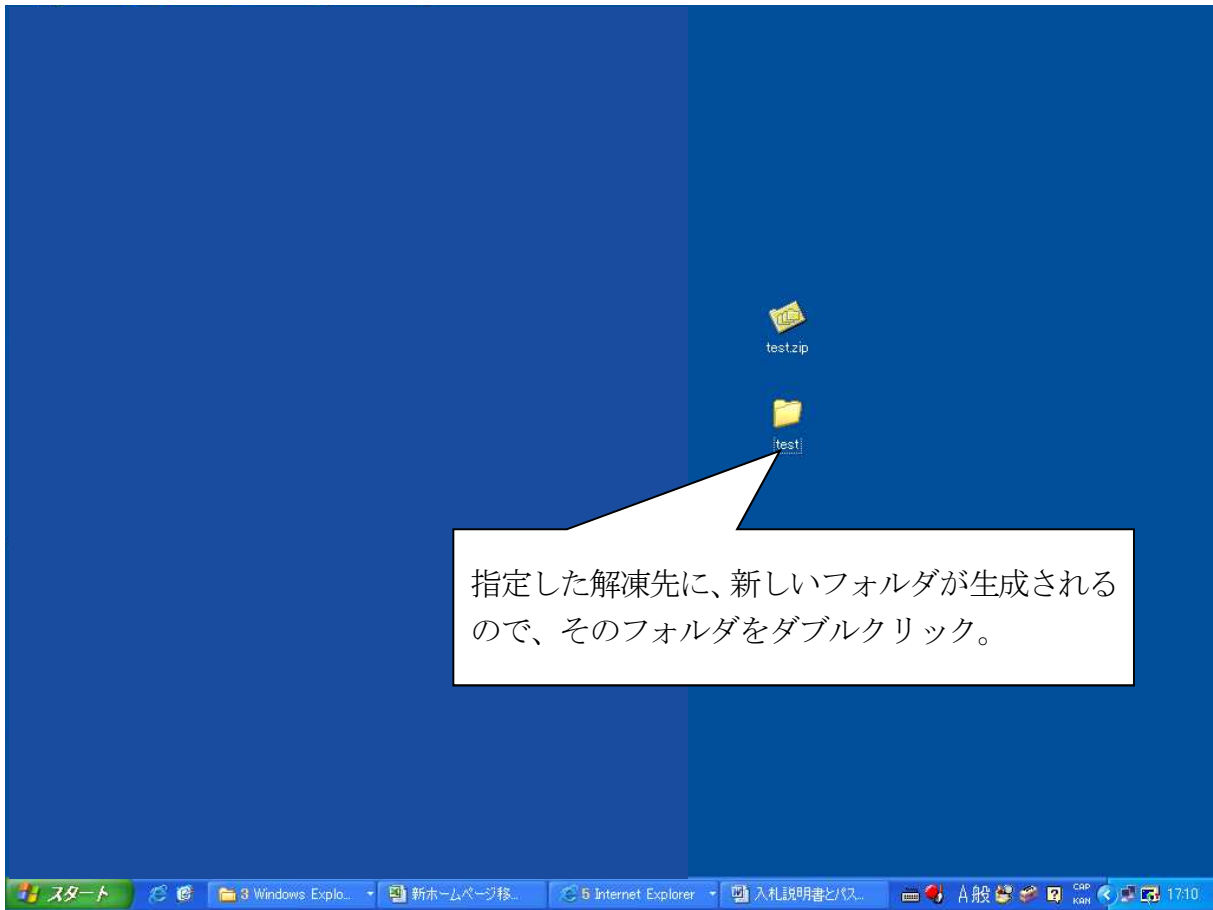 test.zip
test
指定した解凍先に、新しいフォルダが生成される
ので、そのフォルダをダブルクリック。
スタート
3 Windows Explo...
新ホームページ移...
5 Internet Explorer
入札説明書とパス...
A般
CAP
KAN
17:10